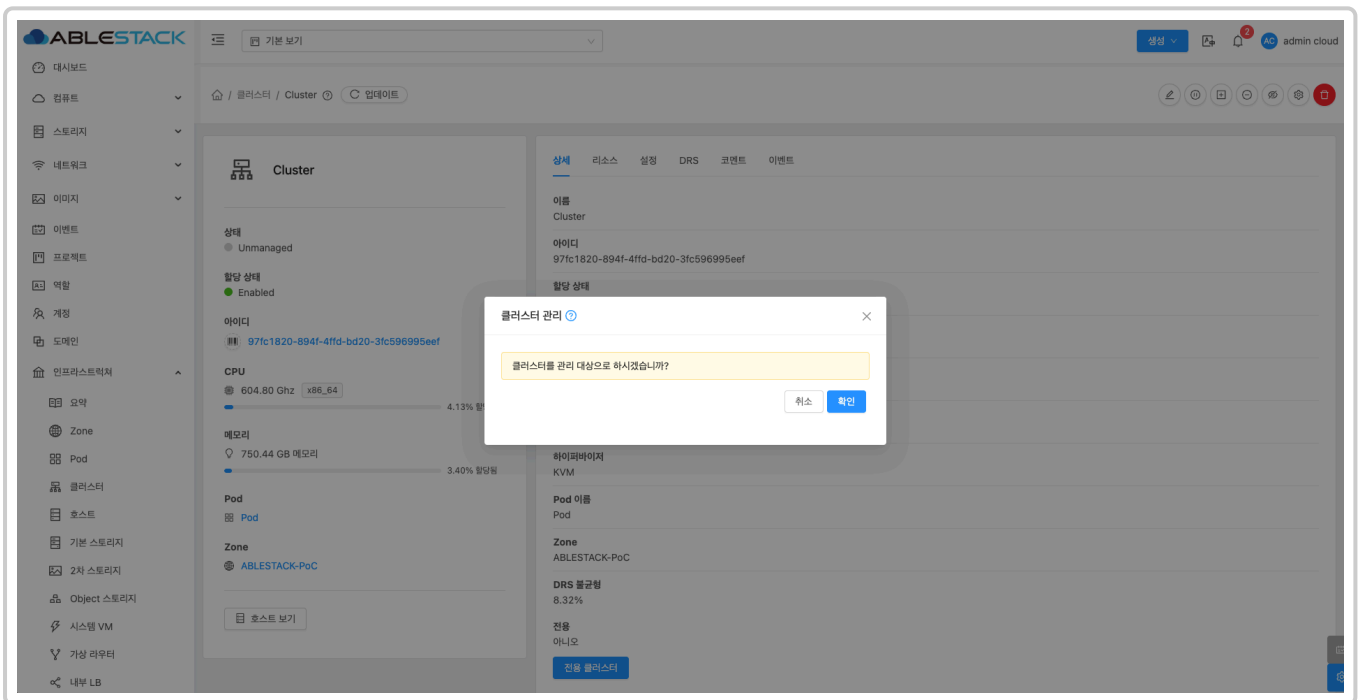 ABLESTACK
기본 보기
생성
2
AC
admin cloud
대시보드
컴퓨트
스토리지
네트워크
이미지
이벤트
프로젝트
역할
계정
도메인
인프라스트럭쳐
요약
Zone
Pod
클러스터
호스트
기본 스토리지
2차 스토리지
Object 스토리지
시스템 VM
가상 라우터
내부 LB
/ 클러스터 / Cluster
업데이트
Cluster
상태
Unmanaged
할당 상태
Enabled
아이디
97fc1820-894f-4ffd-bd20-3fc596995eef
CPU
604.80 Ghz x86_64
4.13%
메모리
750.44 GB 메모리
3.40% 할당됨
Pod
Pod
Zone
ABLESTACK-PoC
호스트 보기
상세 리소스 설정 DRS 코멘트 이벤트
이름
Cluster
아이디
97fc1820-894f-4ffd-bd20-3fc596995eef
할당 상태
클러스터 관리
클러스터를 관리 대상으로 하시겠습니까?
취소 확인
하이퍼바이저
KVM
Pod 이름
Pod
Zone
ABLESTACK-PoC
DRS 불균형
8.32%
전용
아니오
전용 클러스터